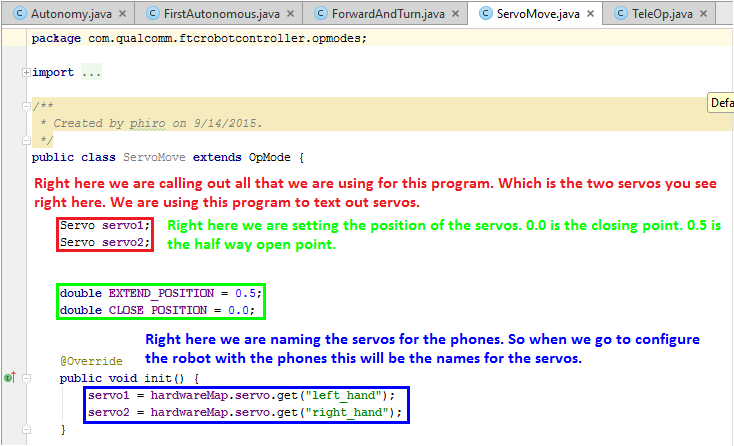 Autonomy.java FirstAutonomous.java ForwardAndTurn.java ServoMove.java TeleOp.java
package com.qualcomm.ftcrobotcontroller.opmodes;
import ...
/**
* Created by phiro on 9/14/2015.
*/
Defa
public class ServoMove extends OpMode {
Right here we are calling out all that we are using for this program. Which is the two servos you see
right here. We are using this program to text out servos.
Servo servo1;
Servo servo2;
Right here we are setting the position of the servos. 0.0 is the closing point. 0.5 is
the half way open point.
double EXTEND_POSITION = 0.5;
double CLOSE_POSITION = 0.0;
Right here we are naming the servos for the phones. So when we go to configure
the robot with the phones this will be the names for the servos.
@Override
public void init() {
servo1 = hardwareMap.servo.get("left_hand");
servo2 = hardwareMap.servo.get("right_hand");
}